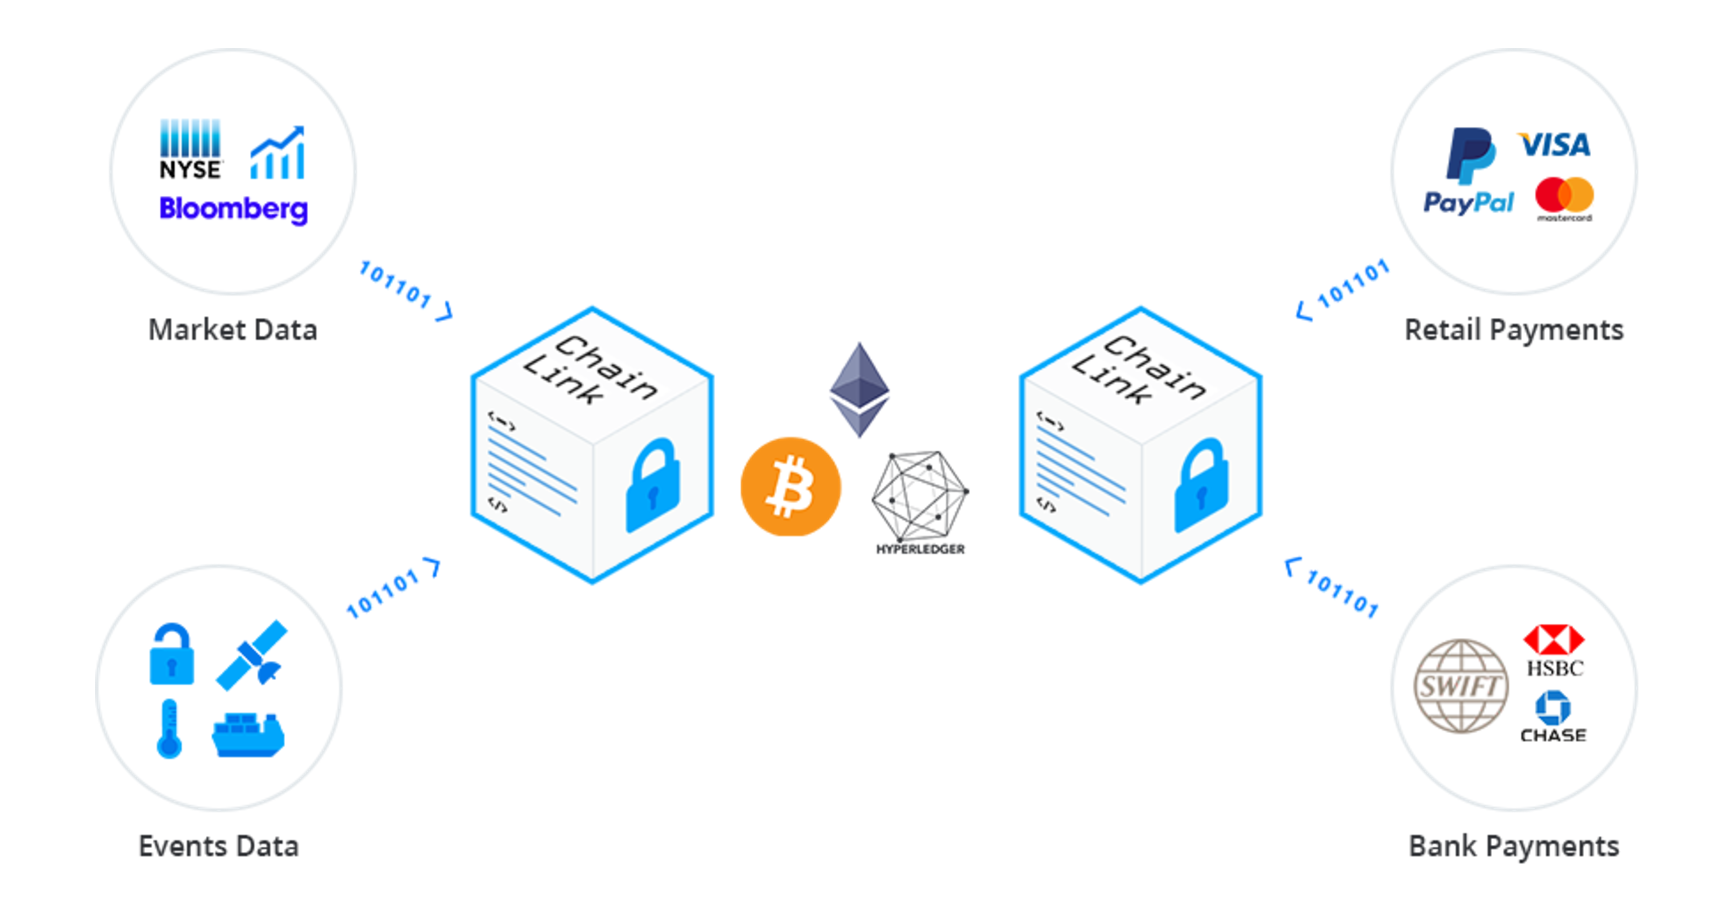 NYSE
Bloomberg
Market Data
101101 >
PayPal
VISA
mastercard
Retail Payments
< 101101
Chain
Link
<->
</>
HYPERLEDGER
Chain
Link
<->
</>
101101 >
Events Data
< 101101
SWIFT
HSBC
CHASE
Bank Payments